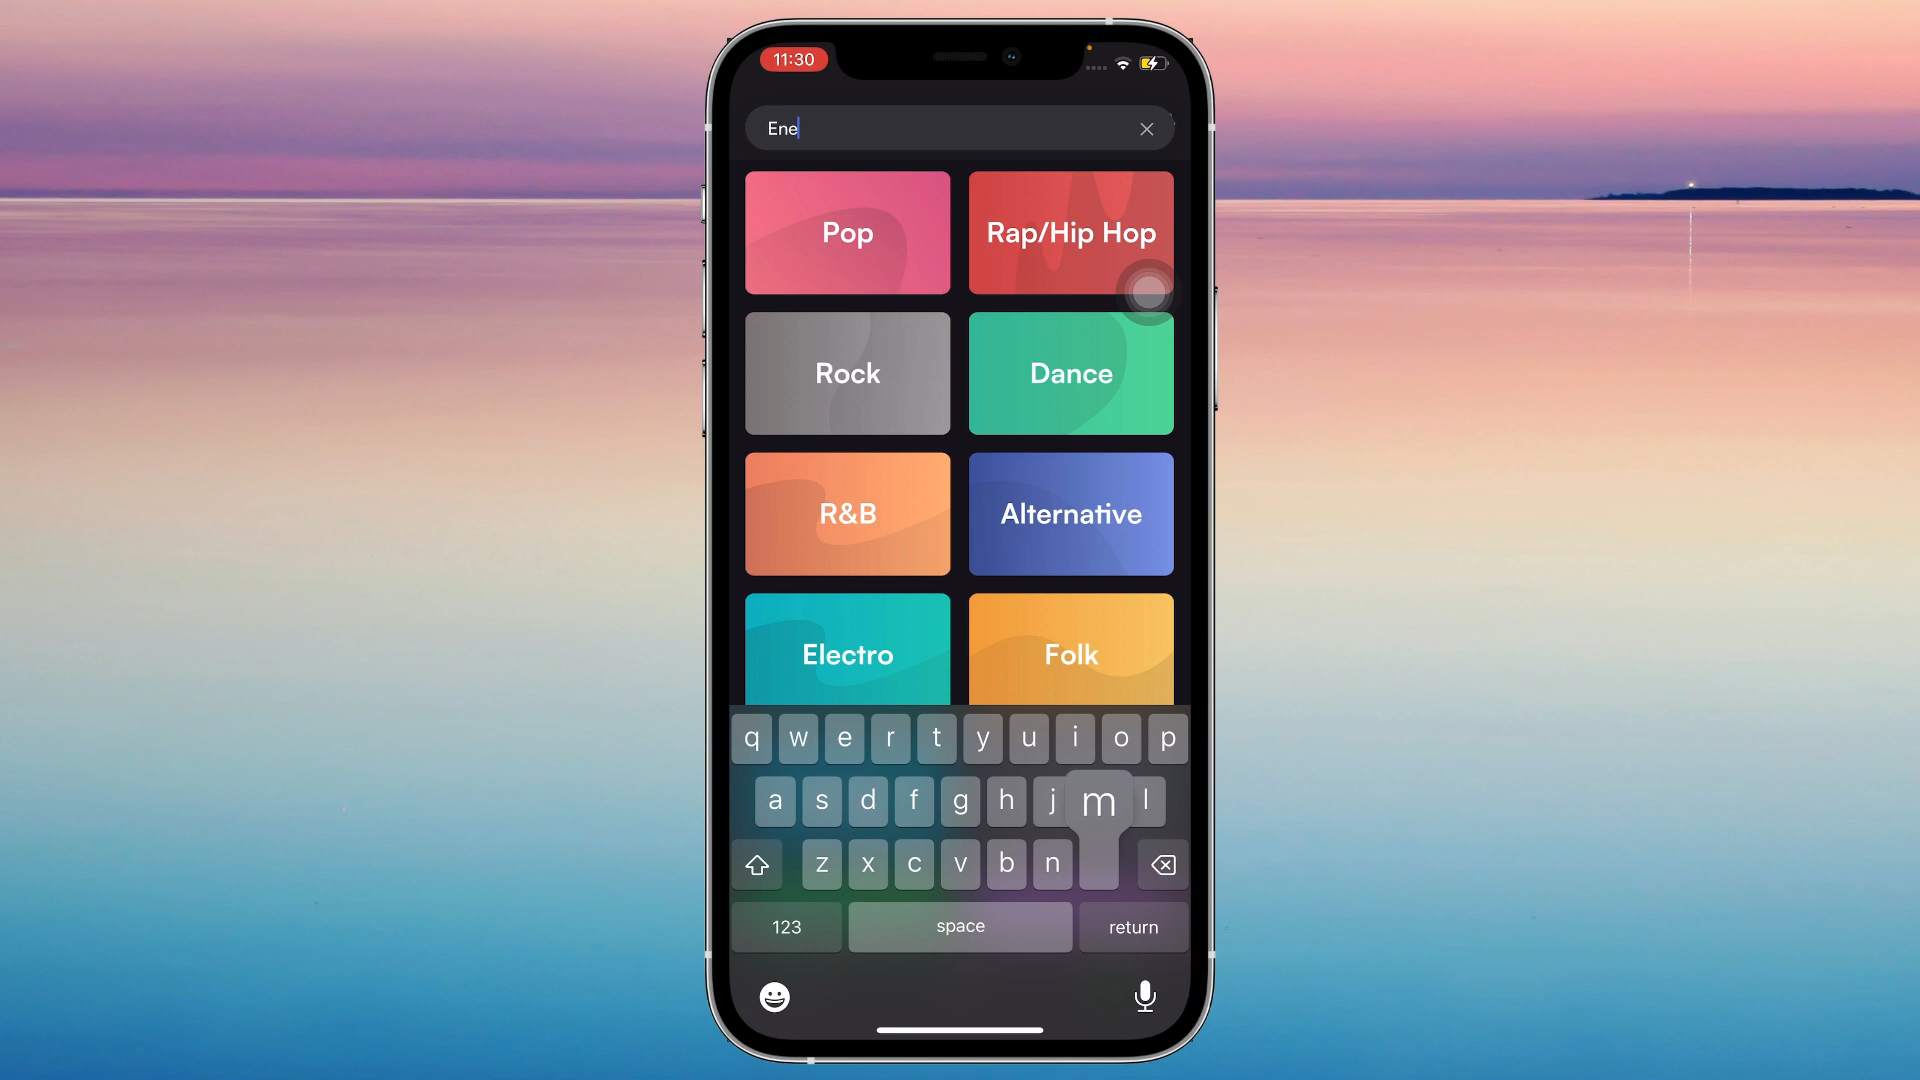 11:30
Ene
Pop
Rap/Hip Hop
Rock
Dance
R&B
Alternative
Electro
Folk
q w e r t y u i o p
a s d f g h j m l
z x c v b n
123 space return